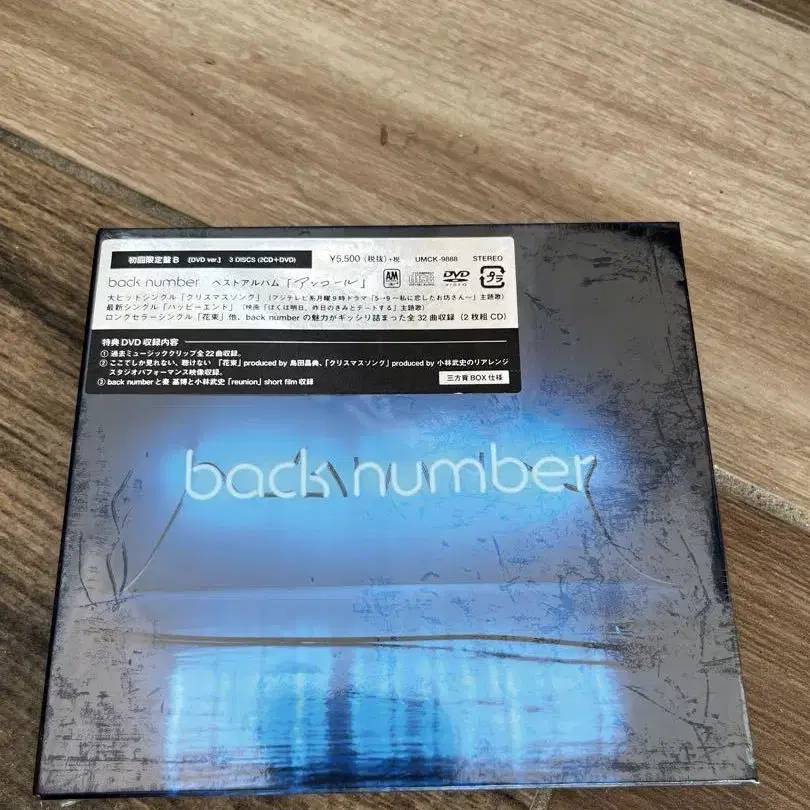 初回限定盤 B [DVD ver.] 3 DISCS (2CD+DVD) ¥5,500 (税抜)+税 UMCK-9888 STEREO
back number ベストアルバム「アンコール」 A&M COMPACT disc DIGITAL AUDIO DVD VIDEO プラ
大ヒットシングル「クリスマスソング」(フジテレビ系月曜9時ドラマ「5→9〜私に恋したお坊さん〜」主題歌)
最新シングル「ハッピーエンド」(映画「ぼくは明日、昨日のきみとデートする」主題歌)
ロングセラーシングル「花束」他、back numberの魅力がギッシリ詰まった全32曲収録 (2枚組CD)
特典DVD収録内容
①過去ミュージッククリップ全22曲収録。
②ここでしか見れない、聴けない 「花束」produced by 島田昌典、「クリスマスソング」produced by 小林武史のリアレンジ
スタジオパフォーマンス映像収録。
③back numberと秦 基博と小林武史「reunion」short film収録
三方背BOX仕様
back number